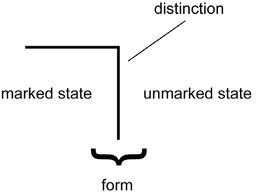 distinction
marked state
unmarked state
form